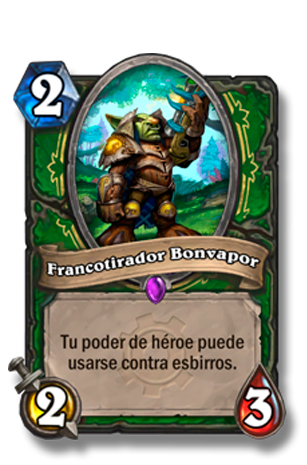 2
Francotirador Bonvapor
Tu poder de héroe puede
usarse contra esbirros.
2
3